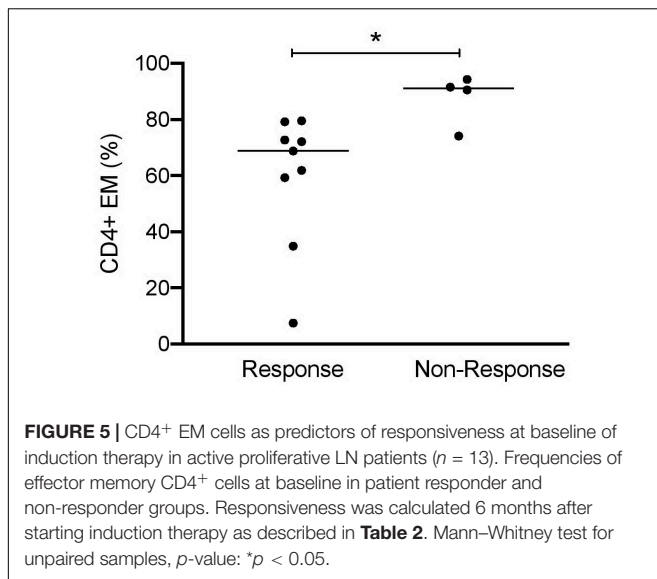 *
100
80
60
40
20
0
CD4+ EM (%)
Response Non-Response
FIGURE 5 | CD4⁺ EM cells as predictors of responsiveness at baseline of
induction therapy in active proliferative LN patients (n = 13). Frequencies of
effector memory CD4⁺ cells at baseline in patient responder and
non-responder groups. Responsiveness was calculated 6 months after
starting induction therapy as described in Table 2. Mann–Whitney test for
unpaired samples, p-value: *p < 0.05.